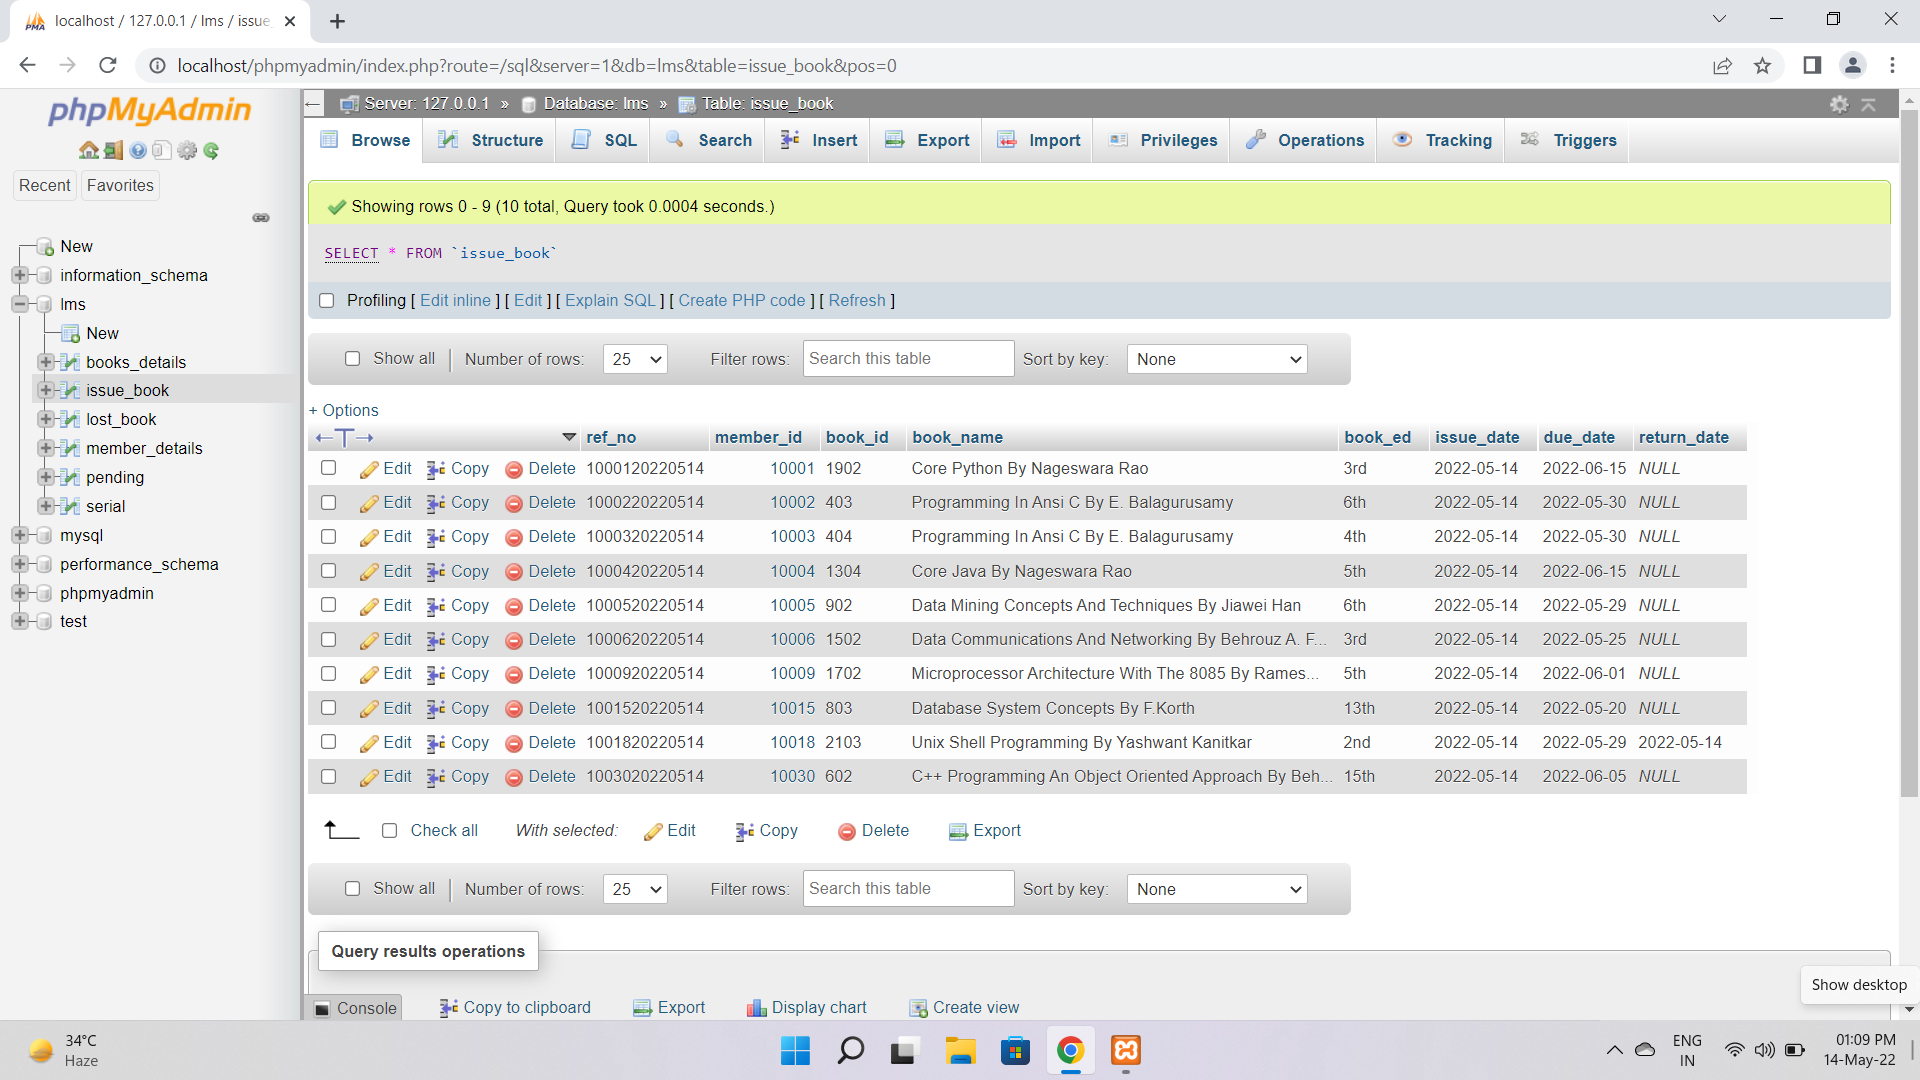 localhost / 127.0.0.1 / lms / issue_
localhost/phpmyadmin/index.php?route=/sql&server=1&db=lms&table=issue_book&pos=0
phpMyAdmin
Recent Favorites
New
information_schema
lms
New
books_details
issue_book
lost_book
member_details
pending
serial
mysql
performance_schema
phpmyadmin
test
Server: 127.0.0.1 » Database: lms » Table: issue_book
Browse Structure SQL Search Insert Export Import Privileges Operations Tracking Triggers
Showing rows 0 - 9 (10 total, Query took 0.0004 seconds.)
SELECT * FROM `issue_book`
Profiling [ Edit inline ] [ Edit ] [ Explain SQL ] [ Create PHP code ] [ Refresh ]
Show all Number of rows: 25 Filter rows: Search this table Sort by key: None
+ Options
ref_no member_id book_id book_name book_ed issue_date due_date return_date
Edit Copy Delete 1000120220514 10001 1902 Core Python By Nageswara Rao 3rd 2022-05-14 2022-06-15 NULL
Edit Copy Delete 1000220220514 10002 403 Programming In Ansi C By E. Balagurusamy 6th 2022-05-14 2022-05-30 NULL
Edit Copy Delete 1000320220514 10003 404 Programming In Ansi C By E. Balagurusamy 4th 2022-05-14 2022-05-30 NULL
Edit Copy Delete 1000420220514 10004 1304 Core Java By Nageswara Rao 5th 2022-05-14 2022-06-15 NULL
Edit Copy Delete 1000520220514 10005 902 Data Mining Concepts And Techniques By Jiawei Han 6th 2022-05-14 2022-05-29 NULL
Edit Copy Delete 1000620220514 10006 1502 Data Communications And Networking By Behrouz A. F... 3rd 2022-05-14 2022-05-25 NULL
Edit Copy Delete 1000920220514 10009 1702 Microprocessor Architecture With The 8085 By Rames... 5th 2022-05-14 2022-06-01 NULL
Edit Copy Delete 1001520220514 10015 803 Database System Concepts By F.Korth 13th 2022-05-14 2022-05-20 NULL
Edit Copy Delete 1001820220514 10018 2103 Unix Shell Programming By Yashwant Kanitkar 2nd 2022-05-14 2022-05-29 2022-05-14
Edit Copy Delete 1003020220514 10030 602 C++ Programming An Object Oriented Approach By Beh... 15th 2022-05-14 2022-06-05 NULL
Check all With selected: Edit Copy Delete Export
Show all Number of rows: 25 Filter rows: Search this table Sort by key: None
Query results operations
Show desktop
Console Copy to clipboard Export Display chart Create view
34°C
Haze
ENG
IN
01:09 PM
14-May-22